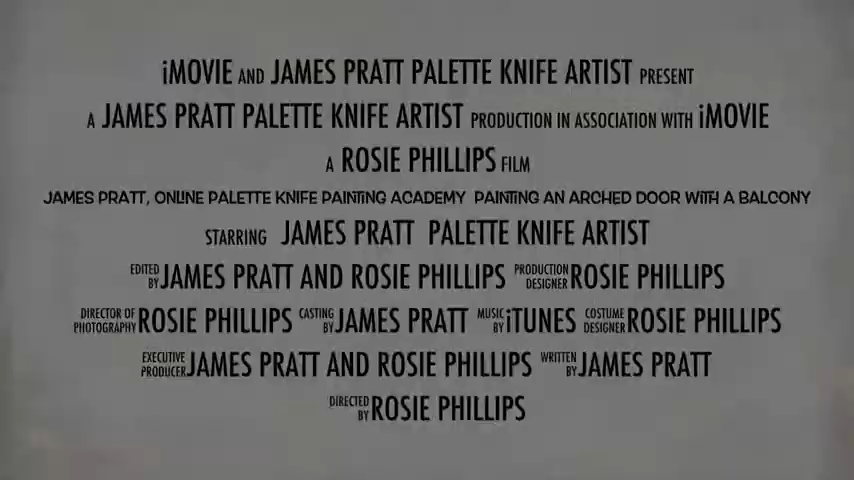 iMOVIE AND JAMES PRATT PALETTE KNIFE ARTIST PRESENT
A JAMES PRATT PALETTE KNIFE ARTIST PRODUCTION IN ASSOCIATION WITH iMOVIE
A ROSIE PHILLIPS FILM
JAMES PRATT, ONLINE PALETTE KNIFE PAINTING ACADEMY PAINTING AN ARCHED DOOR WITH A BALCONY
STARRING JAMES PRATT PALETTE KNIFE ARTIST
EDITED BY JAMES PRATT AND ROSIE PHILLIPS PRODUCTION DESIGNER ROSIE PHILLIPS
DIRECTOR OF PHOTOGRAPHY ROSIE PHILLIPS CASTING BY JAMES PRATT MUSIC BY iTUNES COSTUME DESIGNER ROSIE PHILLIPS
EXECUTIVE PRODUCER JAMES PRATT AND ROSIE PHILLIPS WRITTEN BY JAMES PRATT
DIRECTED BY ROSIE PHILLIPS